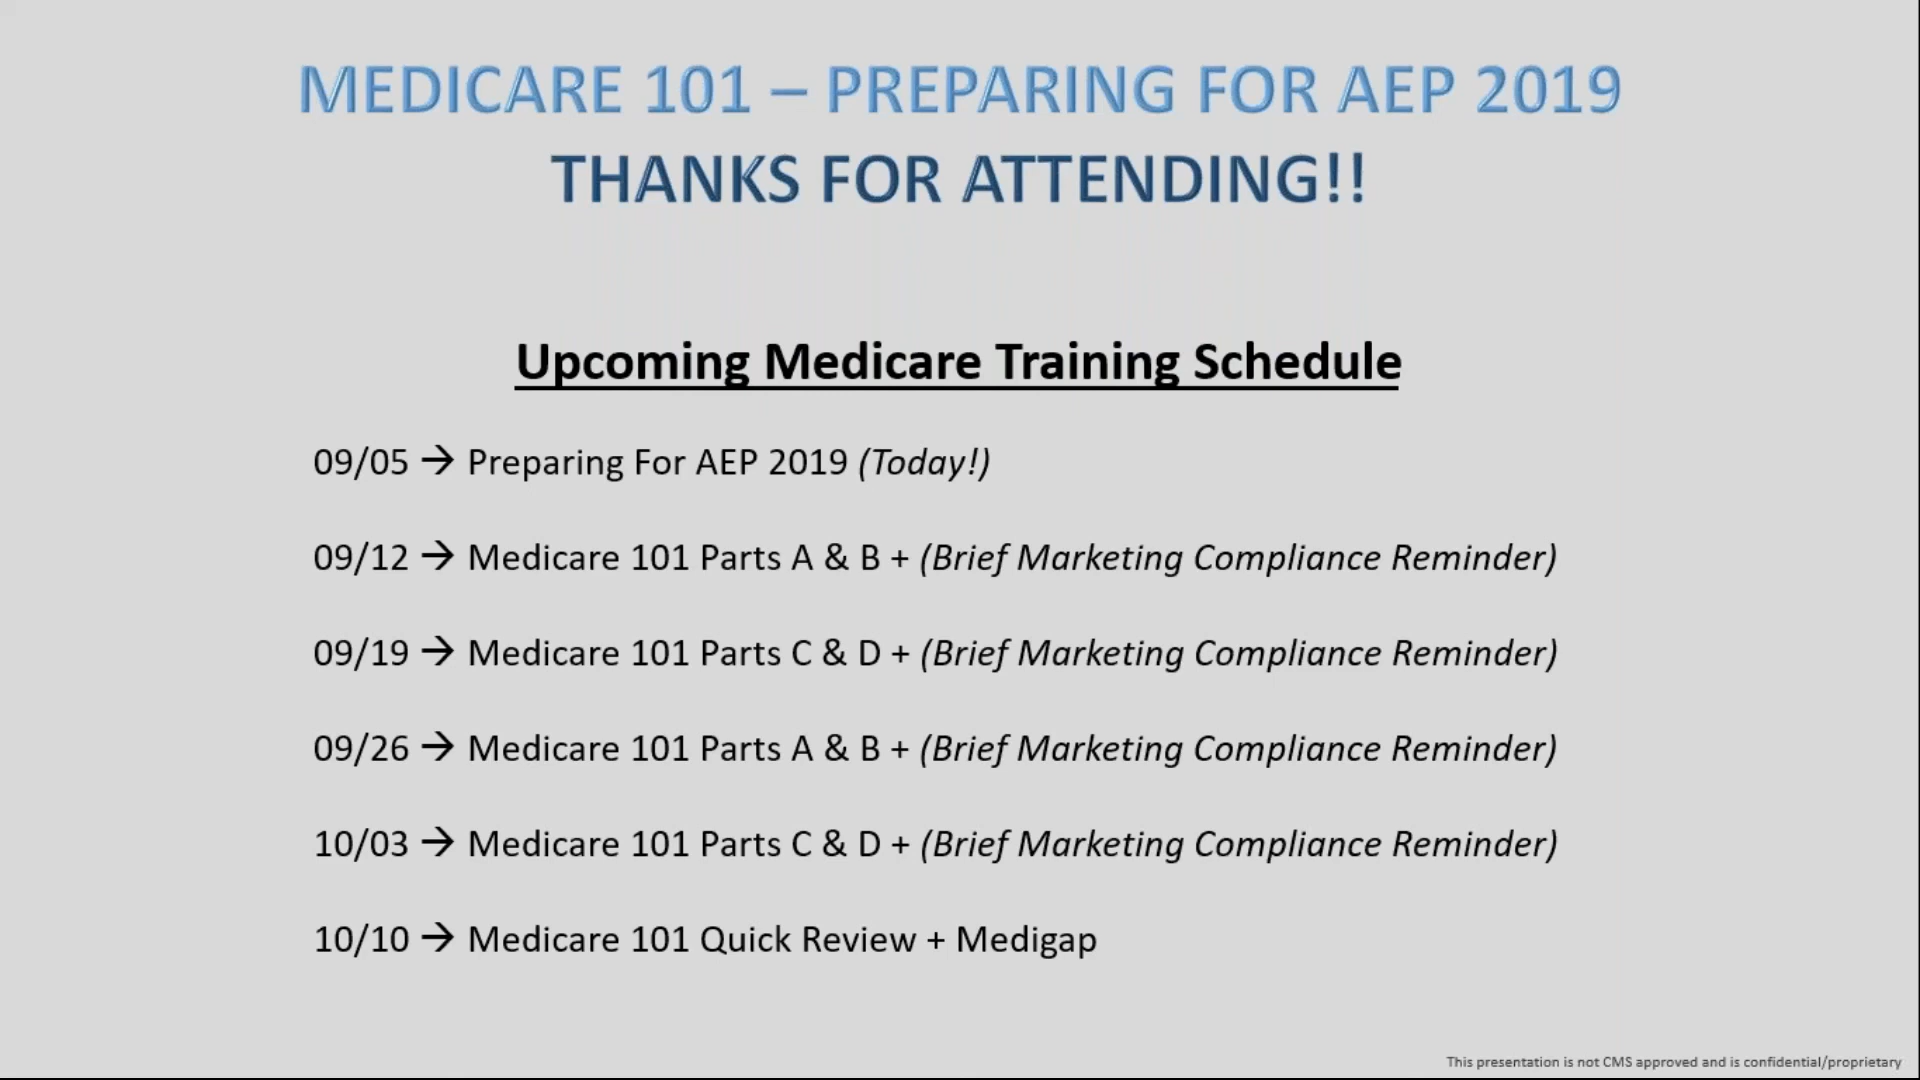 MEDICARE 101 – PREPARING FOR AEP 2019
THANKS FOR ATTENDING!!
Upcoming Medicare Training Schedule
09/05 → Preparing For AEP 2019 (Today!)
09/12 → Medicare 101 Parts A & B + (Brief Marketing Compliance Reminder)
09/19 → Medicare 101 Parts C & D + (Brief Marketing Compliance Reminder)
09/26 → Medicare 101 Parts A & B + (Brief Marketing Compliance Reminder)
10/03 → Medicare 101 Parts C & D + (Brief Marketing Compliance Reminder)
10/10 → Medicare 101 Quick Review + Medigap
This presentation is not CMS approved and is confidential/proprietary